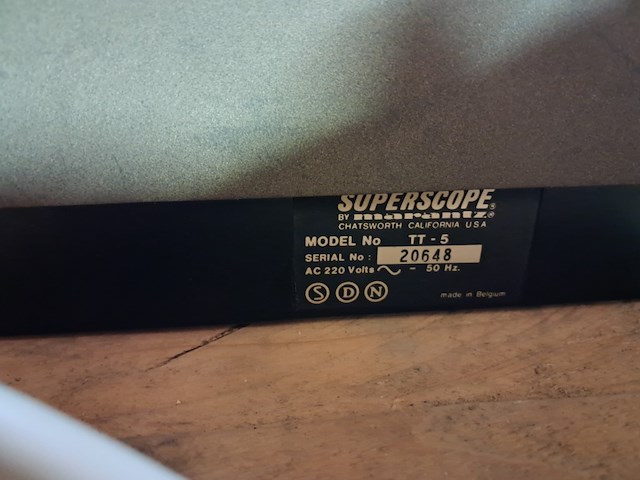 SUPERSCOPE®
BY marantz®
CHATSWORTH CALIFORNIA USA
MODEL No TT - 5
SERIAL No : 20648
AC 220 Volts ~ - 50 Hz.
S D N
made in Belgium